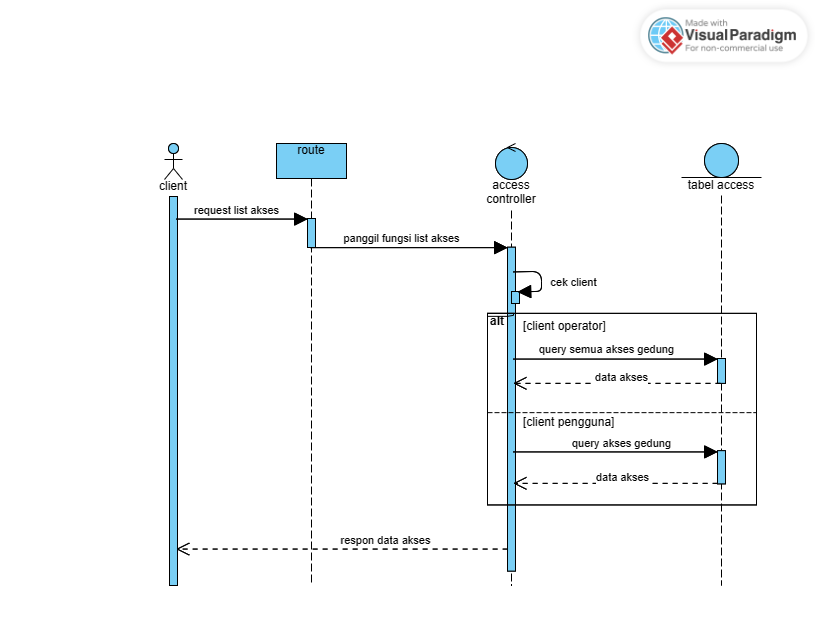 Made with
VisualParadigm
For non-commercial use
client
route
access
controller
tabel access
request list akses
panggil fungsi list akses
cek client
alt
[client operator]
query semua akses gedung
data akses
[client pengguna]
query akses gedung
data akses
respon data akses